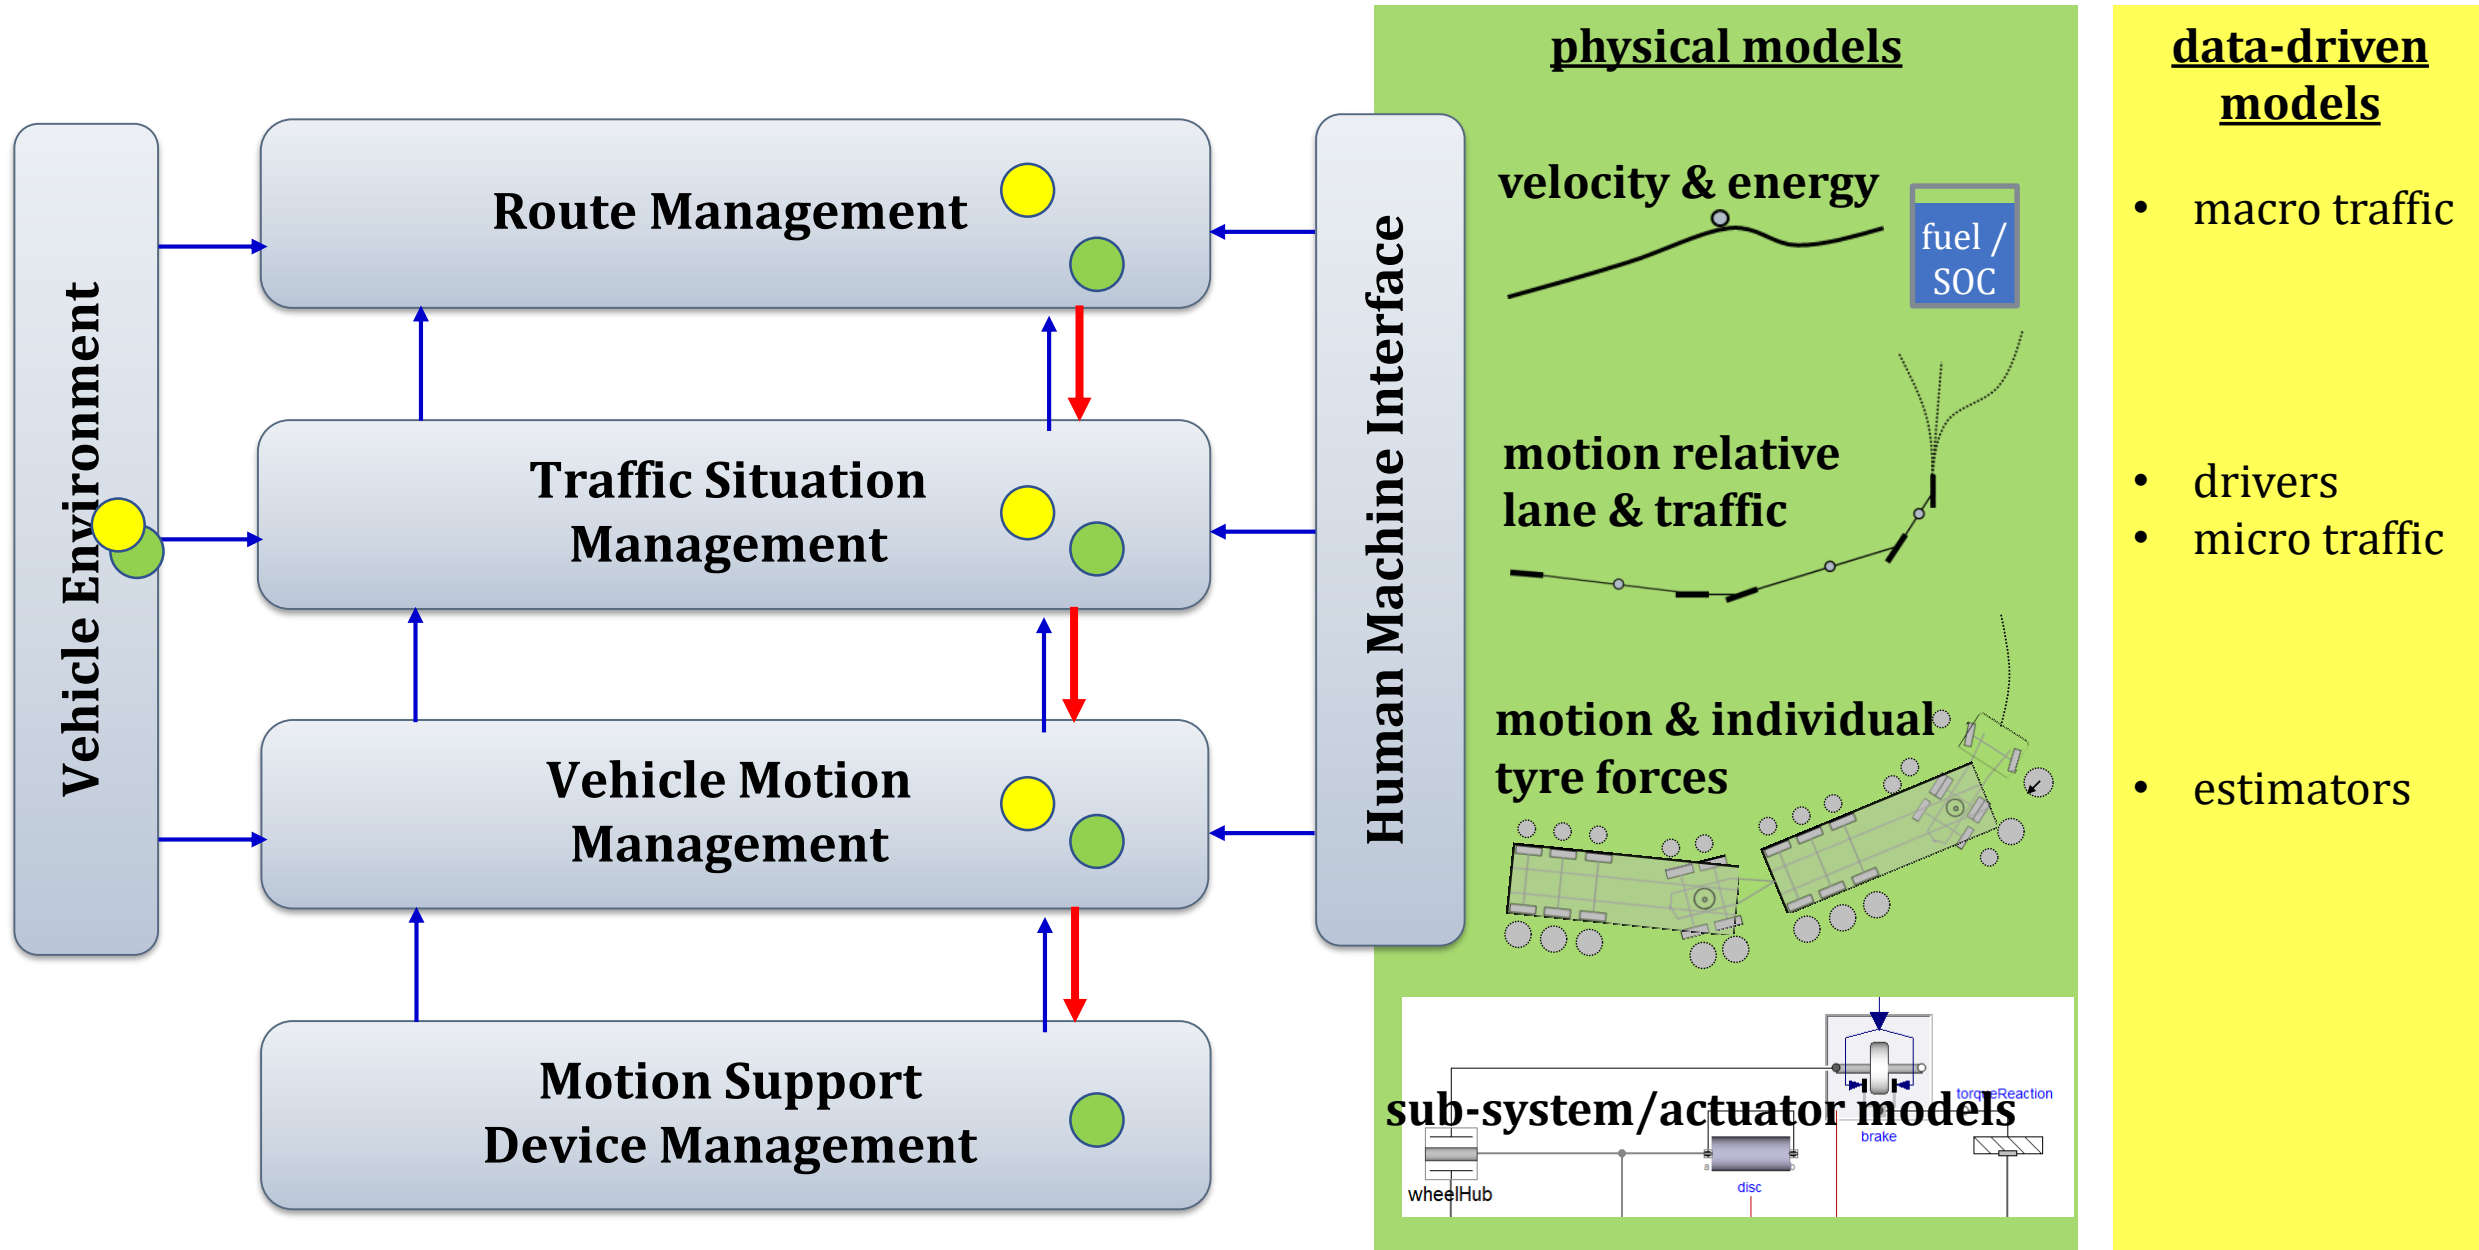 Vehicle Environment
Route Management
Traffic Situation
Management
Vehicle Motion
Management
Motion Support
Device Management
Human Machine Interface
physical models
velocity & energy
fuel /
SOC
motion relative
lane & traffic
motion & individual
tyre forces
sub-system/actuator models
torqueReaction
brake
wheelHub
a
b
disc
data-driven
models
• macro traffic
• drivers
• micro traffic
• estimators